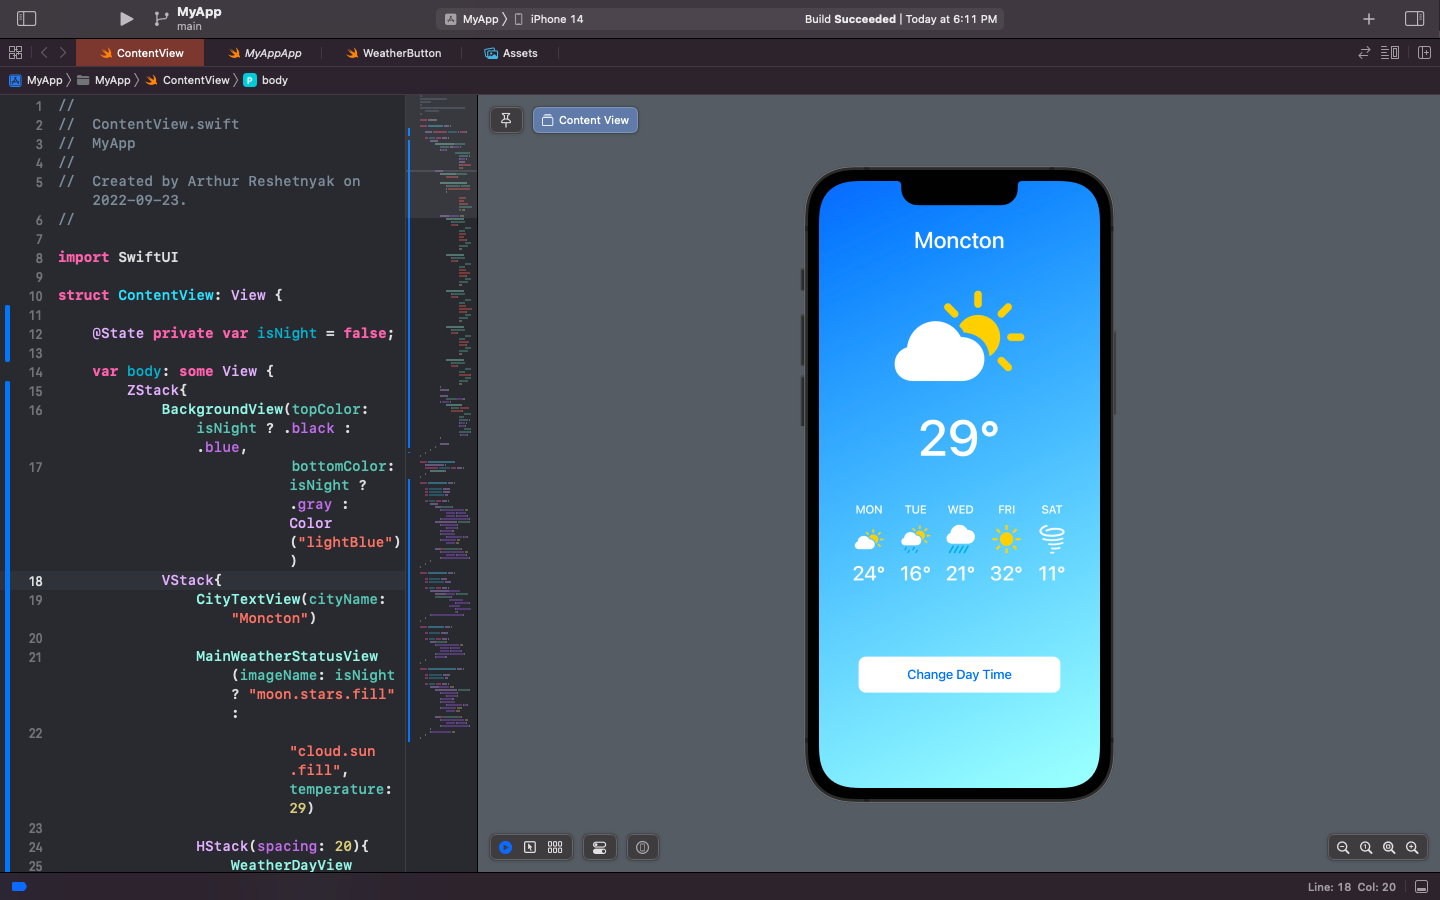 MyApp
main
MyApp 〉 iPhone 14
Build Succeeded | Today at 6:11 PM
ContentView
MyAppApp
WeatherButton
Assets
MyApp 〉 MyApp 〉 ContentView 〉 P body
1 //
2 //  ContentView.swift
3 //  MyApp
4 //
5 //  Created by Arthur Reshetnyak on
2022-09-23.
6 //
7
8 import SwiftUI
9
10 struct ContentView: View {
11
12 @State private var isNight = false;
13
14 var body: some View {
15 ZStack{
16 BackgroundView(topColor:
isNight ? .black :
.blue,
17 bottomColor:
isNight ?
.gray :
Color
("lightBlue")
)
18 VStack{
19 CityTextView(cityName:
"Moncton")
20
21 MainWeatherStatusView
(imageName: isNight
? "moon.stars.fill"
:
22
"cloud.sun
.fill",
temperature:
29)
23
24 HStack(spacing: 20){
25 WeatherDayView
Content View
Moncton
29°
MON TUE WED FRI SAT
24° 16° 21° 32° 11°
Change Day Time
Line: 18 Col: 20